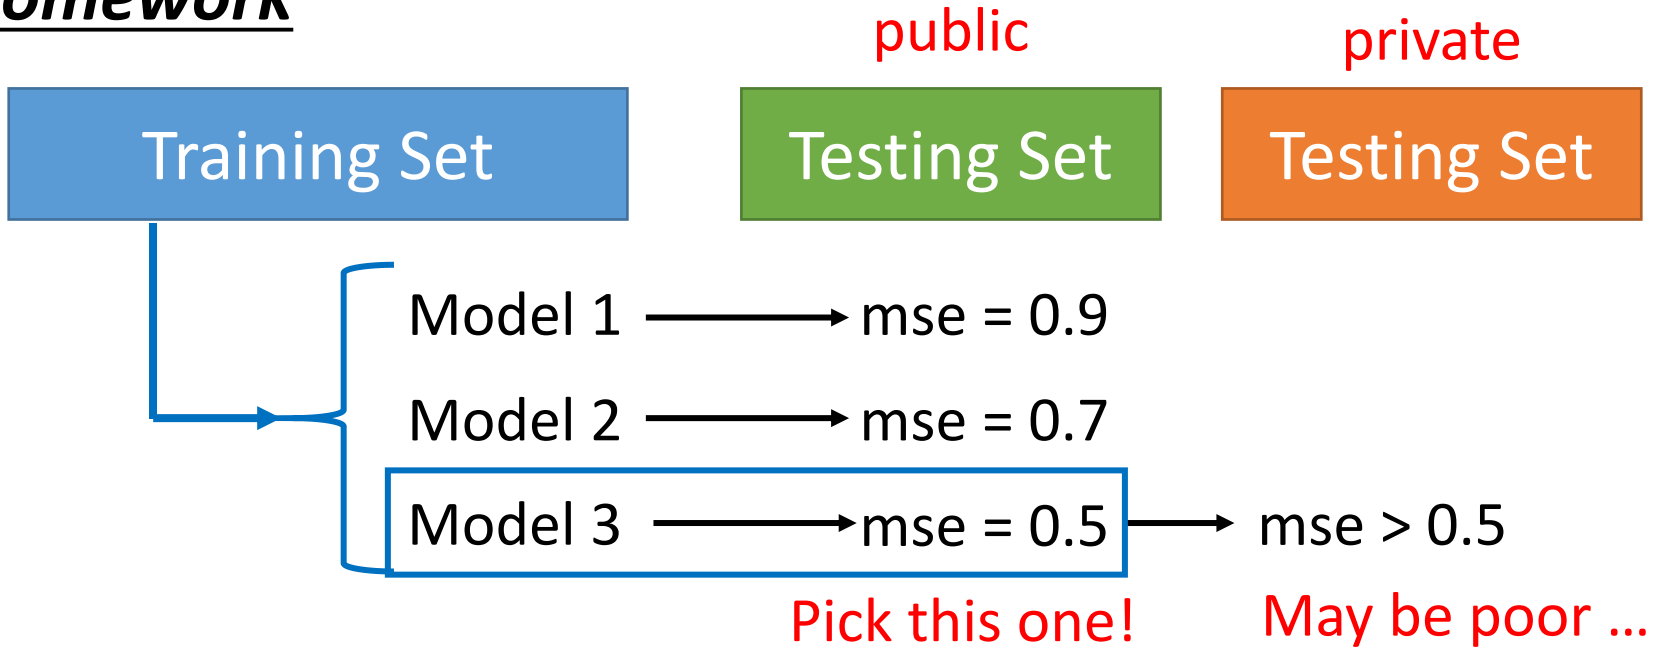 public private
Training Set Testing Set Testing Set
Model 1 mse = 0.9
Model 2 mse = 0.7
Model 3 mse = 0.5 mse > 0.5
Pick this one! May be poor ...